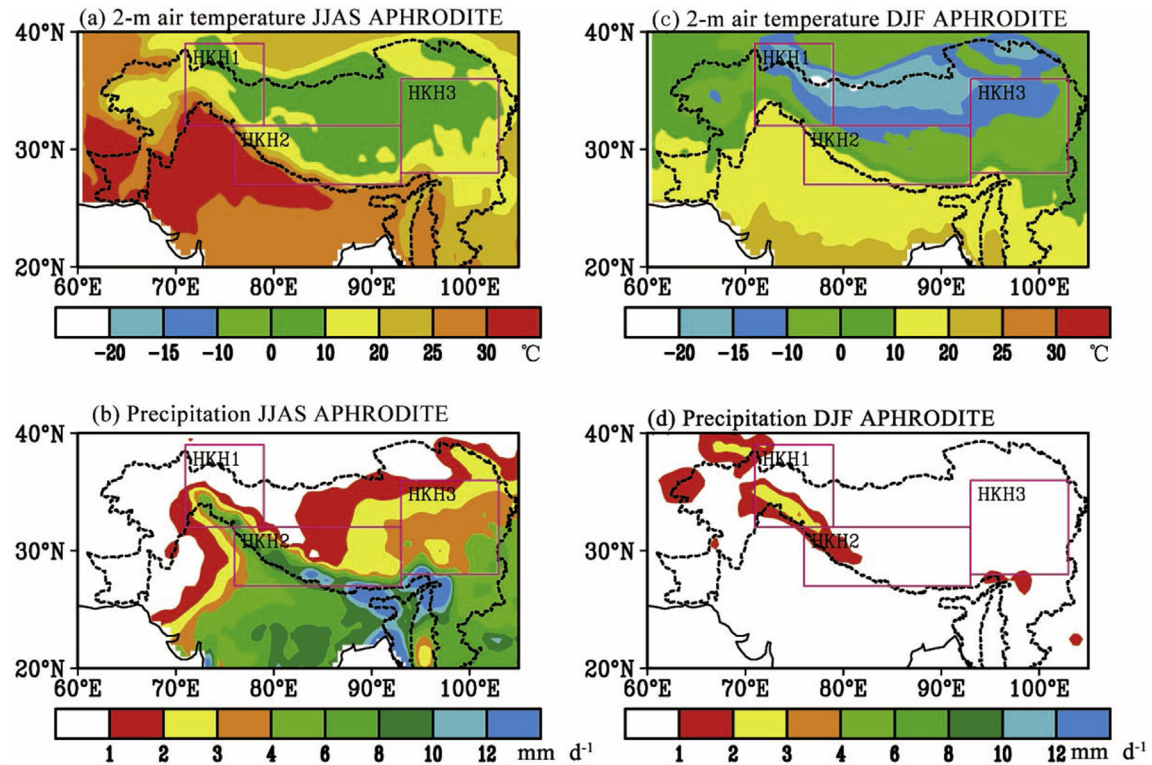 (a) 2-m air temperature JJAS APHRODITE
40°N
HKH1
HKH3
30°N
HKH2
20°N
60°E 70°E 80°E 90°E 100°E
-20 -15 -10 0 10 20 25 30 ℃
(c) 2-m air temperature DJF APHRODITE
40°N
HKH1
HKH3
30°N
HKH2
20°N
60°E 70°E 80°E 90°E 100°E
-20 -15 -10 0 10 20 25 30 ℃
(b) Precipitation JJAS APHRODITE
40°N
HKH1
HKH3
30°N
HKH2
20°N
60°E 70°E 80°E 90°E 100°E
1 2 3 4 6 8 10 12 mm d⁻¹
(d) Precipitation DJF APHRODITE
40°N
HKH1
HKH3
30°N
HKH2
20°N
60°E 70°E 80°E 90°E 100°E
1 2 3 4 6 8 10 12 mm d⁻¹